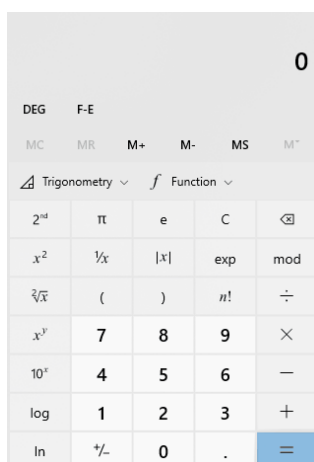 0
DEG F-E
MC MR M+ M- MS M˅
Trigonometry f Function
2ⁿᵈ π e C
x² ¹/x |x| exp mod
²√x ( ) n! ÷
xʸ 7 8 9 ×
10ˣ 4 5 6 −
log 1 2 3 +
ln +/− 0 . =